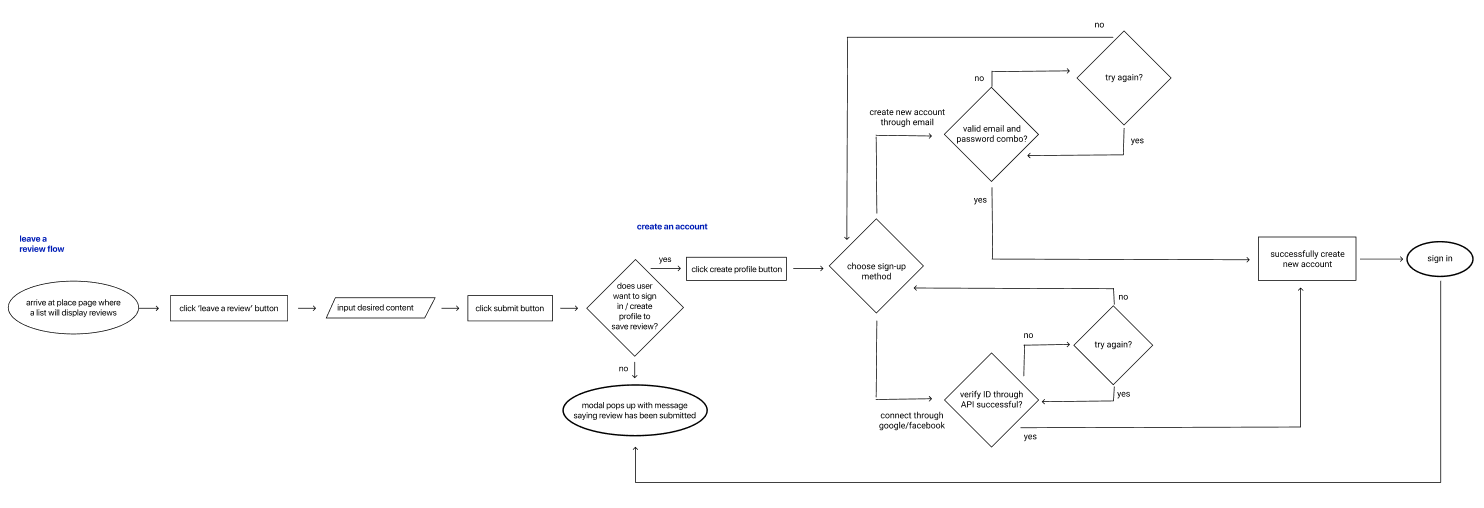 leave a
review flow
arrive at place page where
a list will display reviews
click 'leave a review' button
input desired content
click submit button
create an account
does user
want to sign
in / create
profile to
save review?
yes
no
modal pops up with message
saying review has been submitted
click create profile button
choose sign-up
method
create new account
through email
valid email and
password combo?
no
try again?
no
yes
yes
connect through
google/facebook
verify ID through
API successful?
no
try again?
no
yes
yes
successfully create
new account
sign in